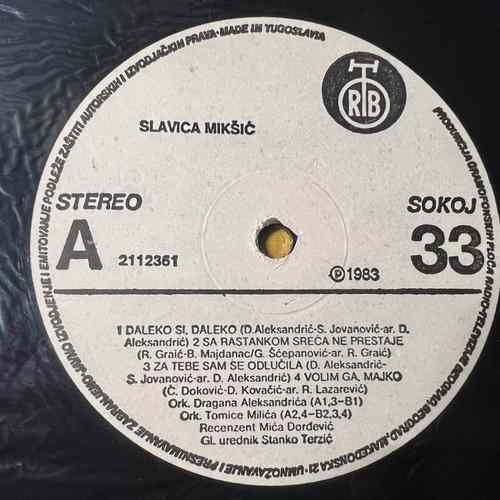 PRODUKCIJA GRAMOFONSKIH PLOČA RADIO-TELEVIZIJE BEOGRAD, BEOGRAD, MAKEDONSKA 21 · UMNOŽAVANJE I PRESNIMAVANJE ZABRANJENO · JAVNO IZVOĐENJE I EMITOVANJE PODLEŽE ZAŠTITI AUTORSKIH I IZVOĐAČKIH PRAVA · MADE IN YUGOSLAVIA
RTB
SLAVICA MIKŠIĆ
STEREO
SOKOJ
A
2112361
℗1983
33
1 DALEKO SI, DALEKO (D.Aleksandrić-S. Jovanović-ar. D.
Aleksandrić) 2 SA RASTANKOM SREĆA NE PRESTAJE
(R. Graić-B. Majdanac/G. Šćepanović-ar. R. Graić)
3 ZA TEBE SAM SE ODLUČILA (D. Aleksandrić-
S. Jovanović-ar. D. Aleksandrić) 4 VOLIM GA, MAJKO
(Č. Doković-D. Kovačić-ar. R. Lazarević)
Ork. Dragana Aleksandrića (A1,3-B1)
Ork. Tomice Milića (A2,4-B2,3,4)
Recenzent Mića Dorđević
Gl. urednik Stanko Terzić